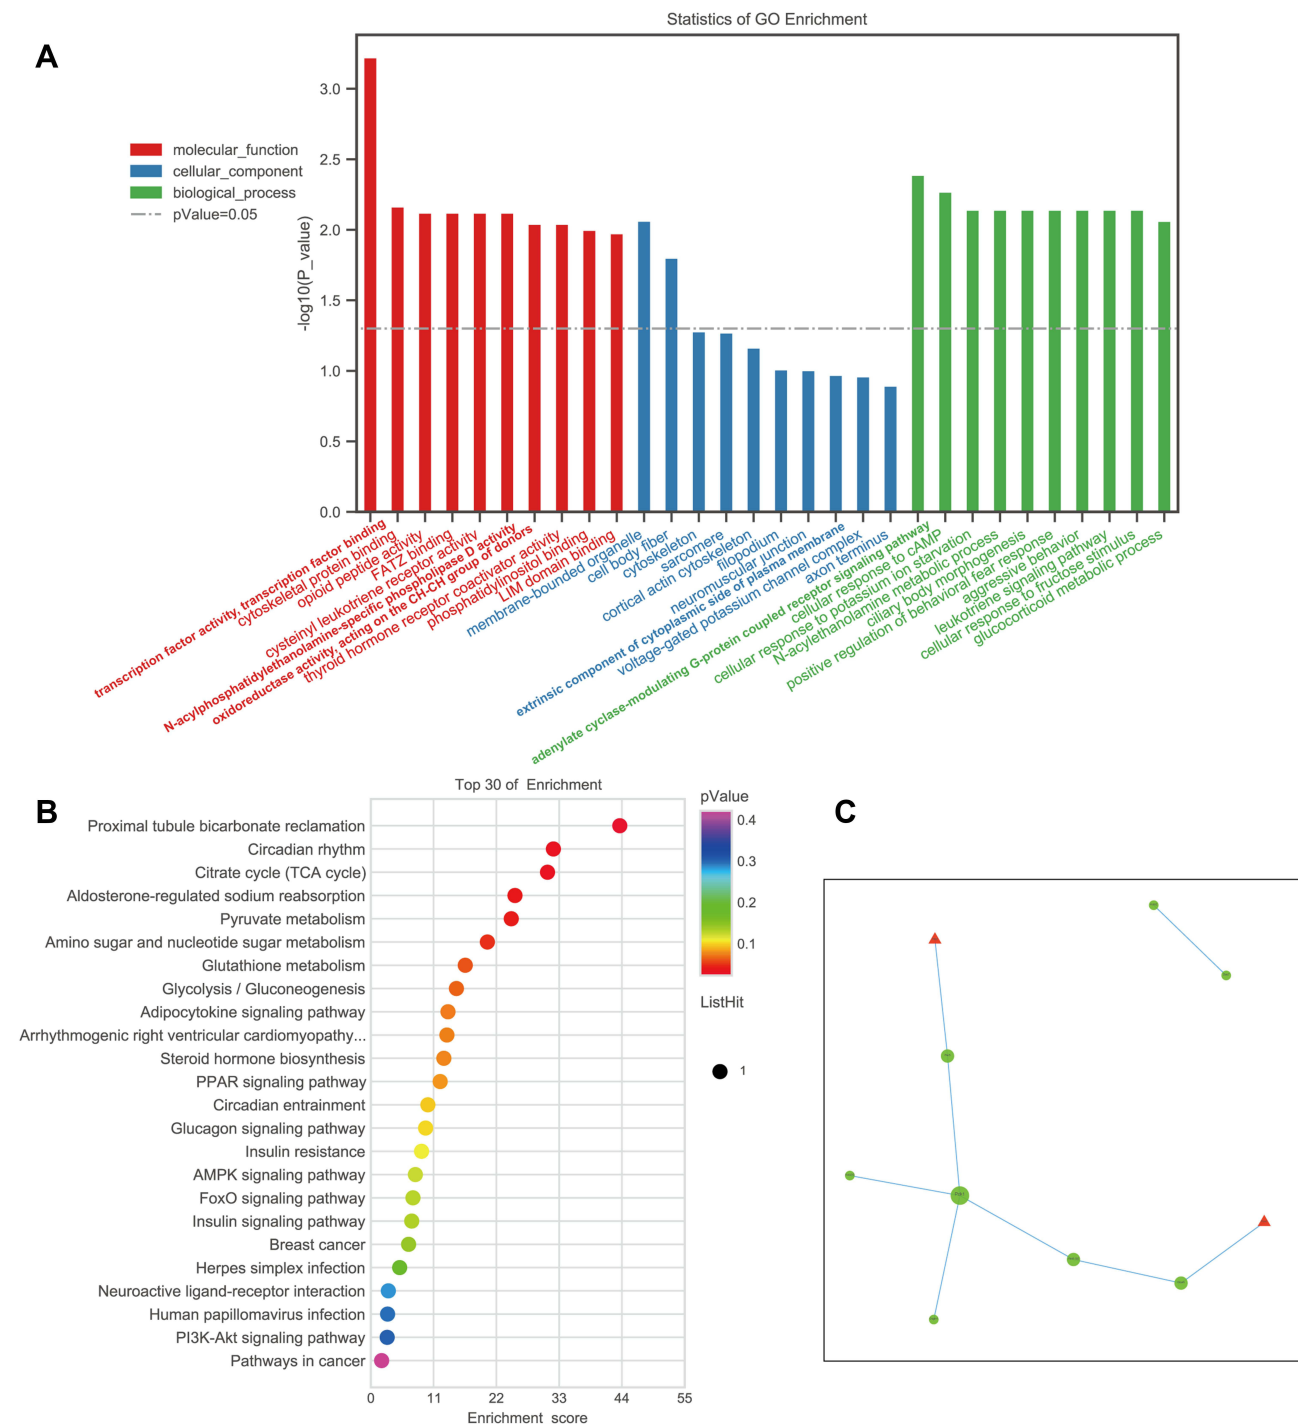 Statistics of GO Enrichment
A
molecular_function
cellular_component
biological_process
pValue=0.05
-log10(P_value)
3.0
2.5
2.0
1.5
1.0
0.5
0.0
transcription factor activity, transcription factor binding
cytoskeletal protein binding
opioid peptide activity
FATZ binding
cysteinyl leukotriene receptor activity
N-acylphosphatidylethanolamine-specific phospholipase D activity
oxidoreductase activity, acting on the CH-CH group of donors
thyroid hormone receptor coactivator activity
phosphatidylinositol binding
LIM domain binding
membrane-bounded organelle
cell body fiber
cytoskeleton
sarcomere
cortical actin cytoskeleton
filopodium
neuromuscular junction
extrinsic component of cytoplasmic side of plasma membrane
voltage-gated potassium channel complex
axon terminus
adenylate cyclase-modulating G-protein coupled receptor signaling pathway
cellular response to cAMP
cellular response to potassium ion starvation
N-acylethanolamine metabolic process
ciliary body morphogenesis
positive regulation of behavioral fear response
aggressive behavior
leukotriene signaling pathway
cellular response to fructose stimulus
glucocorticoid metabolic process
B
Top 30 of Enrichment
Proximal tubule bicarbonate reclamation
Circadian rhythm
Citrate cycle (TCA cycle)
Aldosterone-regulated sodium reabsorption
Pyruvate metabolism
Amino sugar and nucleotide sugar metabolism
Glutathione metabolism
Glycolysis / Gluconeogenesis
Adipocytokine signaling pathway
Arrhythmogenic right ventricular cardiomyopathy...
Steroid hormone biosynthesis
PPAR signaling pathway
Circadian entrainment
Glucagon signaling pathway
Insulin resistance
AMPK signaling pathway
FoxO signaling pathway
Insulin signaling pathway
Breast cancer
Herpes simplex infection
Neuroactive ligand-receptor interaction
Human papillomavirus infection
PI3K-Akt signaling pathway
Pathways in cancer
0 11 22 33 44 55
Enrichment score
pValue
0.4
0.3
0.2
0.1
ListHit
1
C